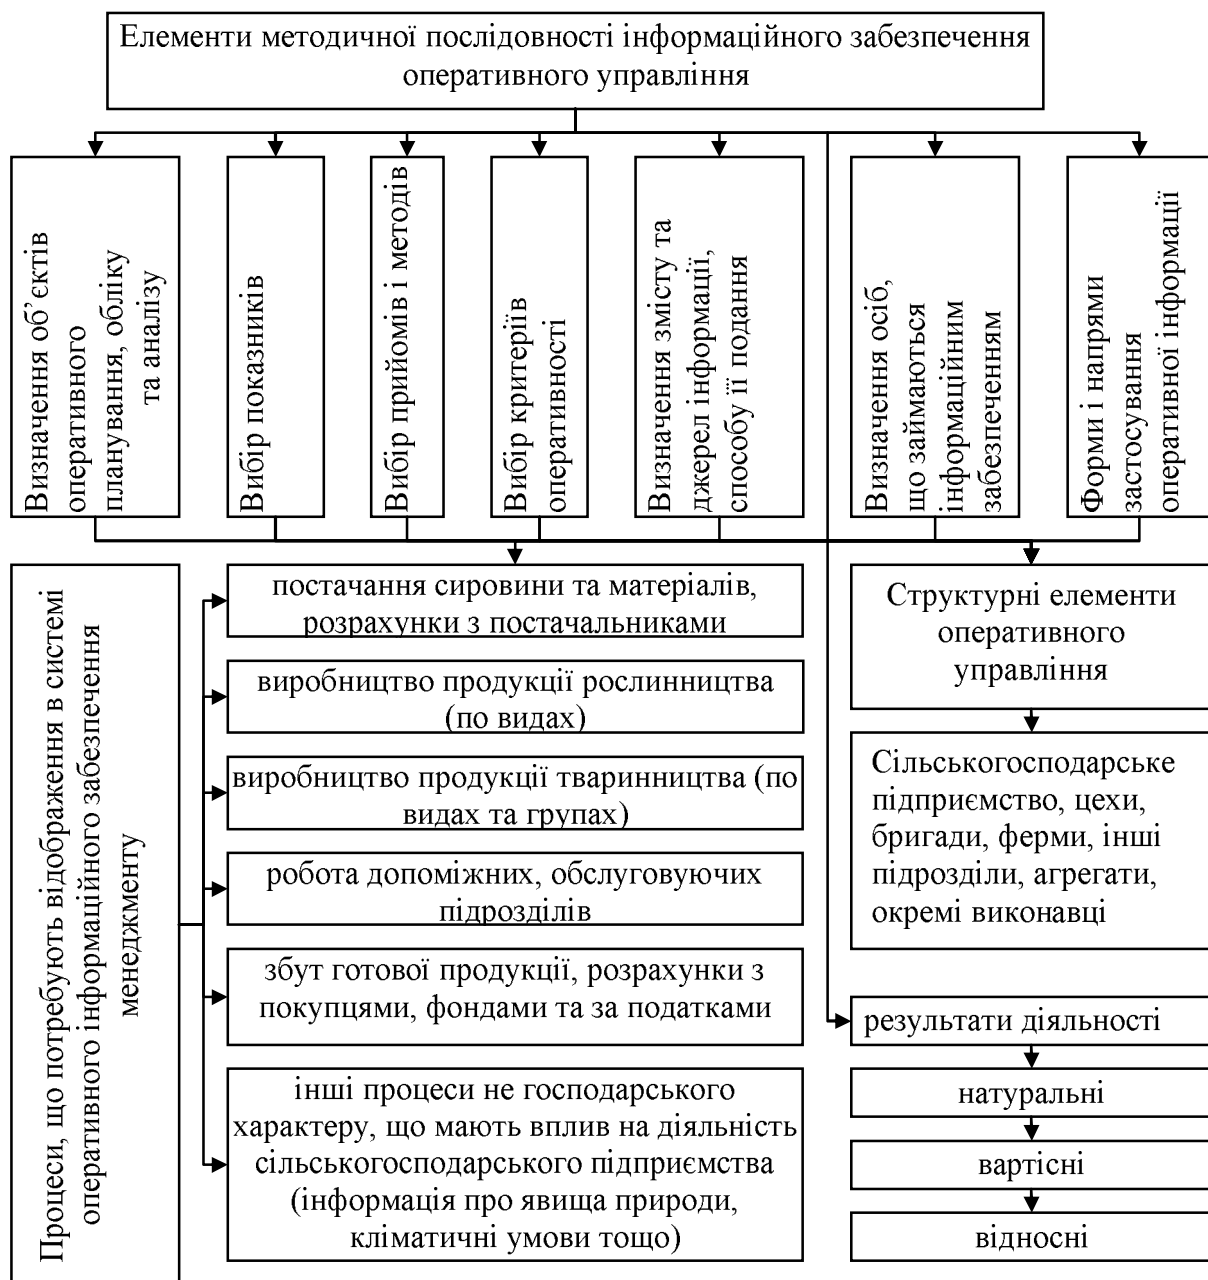 Елементи методичної послідовності інформаційного забезпечення
оперативного управління
Визначення об’єктів
оперативного
планування, обліку
та аналізу
Вибір показників
Вибір прийомів і методів
Вибір критеріїв
оперативності
Визначення змісту та
джерел інформації,
способу її подання
Визначення осіб,
що займаються
інформаційним
забезпеченням
Форми і напрями
застосування
оперативної інформації
Процеси, що потребують відображення в системі
оперативного інформаційного забезпечення
менеджменту
постачання сировини та матеріалів,
розрахунки з постачальниками
виробництво продукції рослинництва
(по видах)
виробництво продукції тваринництва (по
видах та групах)
робота допоміжних, обслуговуючих
підрозділів
збут готової продукції, розрахунки з
покупцями, фондами та за податками
інші процеси не господарського
характеру, що мають вплив на діяльність
сільськогосподарського підприємства
(інформація про явища природи,
кліматичні умови тощо)
Структурні елементи
оперативного
управління
Сільськогосподарське
підприємство, цехи,
бригади, ферми, інші
підрозділи, агрегати,
окремі виконавці
результати діяльності
натуральні
вартісні
відносні